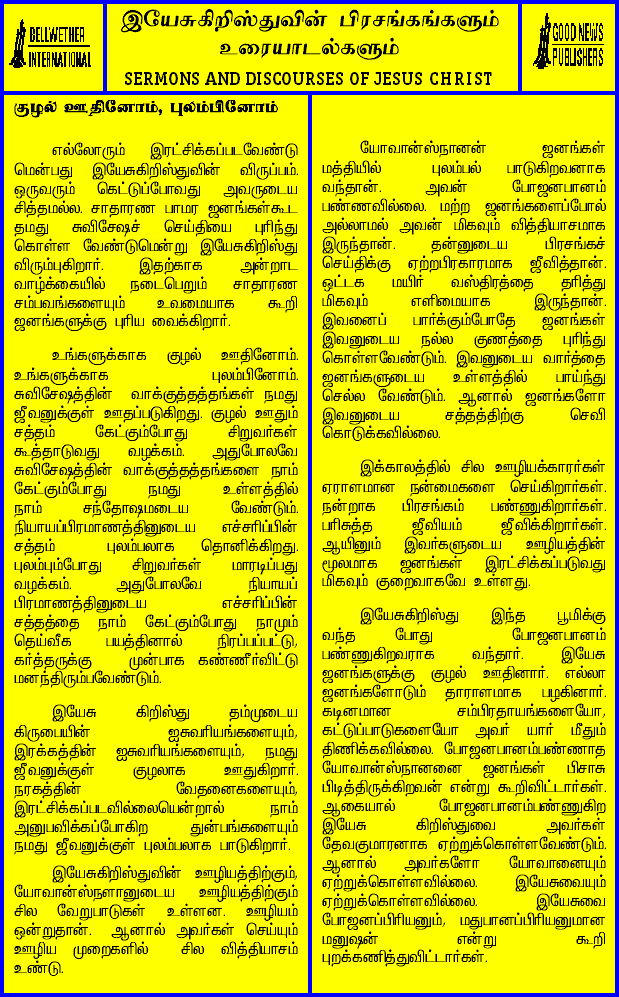 BELLWETHER
INTERNATIONAL
இயேசுகிறிஸ்துவின் பிரசங்கங்களும்
உரையாடல்களும்
SERMONS AND DISCOURSES OF JESUS CHRIST
GOOD NEWS
PUBLISHERS
குழல் ஊதினோம், புலம்பினோம்
எல்லோரும் இரட்சிக்கப்படவேண்டு
மென்பது இயேசுகிறிஸ்துவின் விருப்பம்.
ஒருவரும் கெட்டுப்போவது அவருடைய
சித்தமல்ல. சாதாரண பாமர ஜனங்கள்கூட
தமது சுவிசேஷச் செய்தியை புரிந்து
கொள்ள வேண்டுமென்று இயேசுகிறிஸ்து
விரும்புகிறார். இதற்காக அன்றாட
வாழ்க்கையில் நடைபெறும் சாதாரண
சம்பவங்களையும் உவமையாக கூறி
ஜனங்களுக்கு புரிய வைக்கிறார்.
உங்களுக்காக குழல் ஊதினோம்.
உங்களுக்காக புலம்பினோம்.
சுவிசேஷத்தின் வாக்குத்தத்தங்கள் நமது
ஜீவனுக்குள் ஊதப்படுகிறது. குழல் ஊதும்
சத்தம் கேட்கும்போது சிறுவர்கள்
கூத்தாடுவது வழக்கம். அதுபோலவே
சுவிசேஷத்தின் வாக்குத்தத்தங்களை நாம்
கேட்கும்போது நமது உள்ளத்தில்
நாம் சந்தோஷமடைய வேண்டும்.
நியாயப்பிரமாணத்தினுடைய எச்சரிப்பின்
சத்தம் புலம்பலாக தொனிக்கிறது.
புலம்பும்போது சிறுவர்கள் மாரடிப்பது
வழக்கம். அதுபோலவே நியாயப்
பிரமாணத்தினுடைய எச்சரிப்பின்
சத்தத்தை நாம் கேட்கும்போது நாமும்
தெய்வீக பயத்தினால் நிரப்பப்பட்டு,
கர்த்தருக்கு முன்பாக கண்ணீர்விட்டு
மனந்திரும்பவேண்டும்.
இயேசு கிறிஸ்து தம்முடைய
கிருபையின் ஐசுவரியங்களையும்,
இரக்கத்தின் ஐசுவரியங்களையும், நமது
ஜீவனுக்குள் குழலாக ஊதுகிறார்.
நரகத்தின் வேதனைகளையும்,
இரட்சிக்கப்படவில்லையென்றால் நாம்
அனுபவிக்கப்போகிற துன்பங்களையும்
நமது ஜீவனுக்குள் புலம்பலாக பாடுகிறார்.
இயேசுகிறிஸ்துவின் ஊழியத்திற்கும்,
யோவான்ஸ்நளானுடைய ஊழியத்திற்கும்
சில வேறுபாடுகள் உள்ளன. ஊழியம்
ஒன்றுதான். ஆனால் அவர்கள் செய்யும்
ஊழிய முறைகளில் சில வித்தியாசம்
உண்டு.
யோவான்ஸ்நானன் ஜனங்கள்
மத்தியில் புலம்பல் பாடுகிறவனாக
வந்தான். அவன் போஜனபானம்
பண்ணவில்லை. மற்ற ஜனங்களைப்போல்
அல்லாமல் அவன் மிகவும் வித்தியாசமாக
இருந்தான். தன்னுடைய பிரசங்கச்
செய்திக்கு ஏற்றபிரகாரமாக ஜீவித்தான்.
ஒட்டக மயிர் வஸ்திரத்தை தரித்து
மிகவும் எளிமையாக இருந்தான்.
இவனைப் பார்க்கும்போதே ஜனங்கள்
இவனுடைய நல்ல குணத்தை புரிந்து
கொள்ளவேண்டும். இவனுடைய வார்த்தை
ஜனங்களுடைய உள்ளத்தில் பாய்ந்து
செல்ல வேண்டும். ஆனால் ஜனங்களோ
இவனுடைய சத்தத்திற்கு செவி
கொடுக்கவில்லை.
இக்காலத்தில் சில ஊழியக்காரர்கள்
ஏராளமான நன்மைகளை செய்கிறார்கள்.
நன்றாக பிரசங்கம் பண்ணுகிறார்கள்.
பரிசுத்த ஜீவியம் ஜீவிக்கிறார்கள்.
ஆயினும் இவர்களுடைய ஊழியத்தின்
மூலமாக ஜனங்கள் இரட்சிக்கப்படுவது
மிகவும் குறைவாகவே உள்ளது.
இயேசுகிறிஸ்து இந்த பூமிக்கு
வந்த போது போஜனபானம்
பண்ணுகிறவராக வந்தார். இயேசு
ஜனங்களுக்கு குழல் ஊதினார். எல்லா
ஜனங்களோடும் தாராளமாக பழகினார்.
கடினமான சம்பிரதாயங்களையோ,
கட்டுப்பாடுகளையோ அவர் யார் மீதும்
திணிக்கவில்லை. போஜனபானம்பண்ணாத
யோவான்ஸ்நானனை ஜனங்கள் பிசாசு
பிடித்திருக்கிறவன் என்று கூறிவிட்டார்கள்.
ஆகையால் போஜனபானம்பண்ணுகிற
இயேசு கிறிஸ்துவை அவர்கள்
தேவகுமாரனாக ஏற்றுக்கொள்ளவேண்டும்.
ஆனால் அவர்களோ யோவானையும்
ஏற்றுக்கொள்ளவில்லை. இயேசுவையும்
ஏற்றுக்கொள்ளவில்லை. இயேசுவை
போஜனப்பிரியனும், மதுபானப்பிரியனுமான
மனுஷன் என்று கூறி
புறக்கணித்துவிட்டார்கள்.